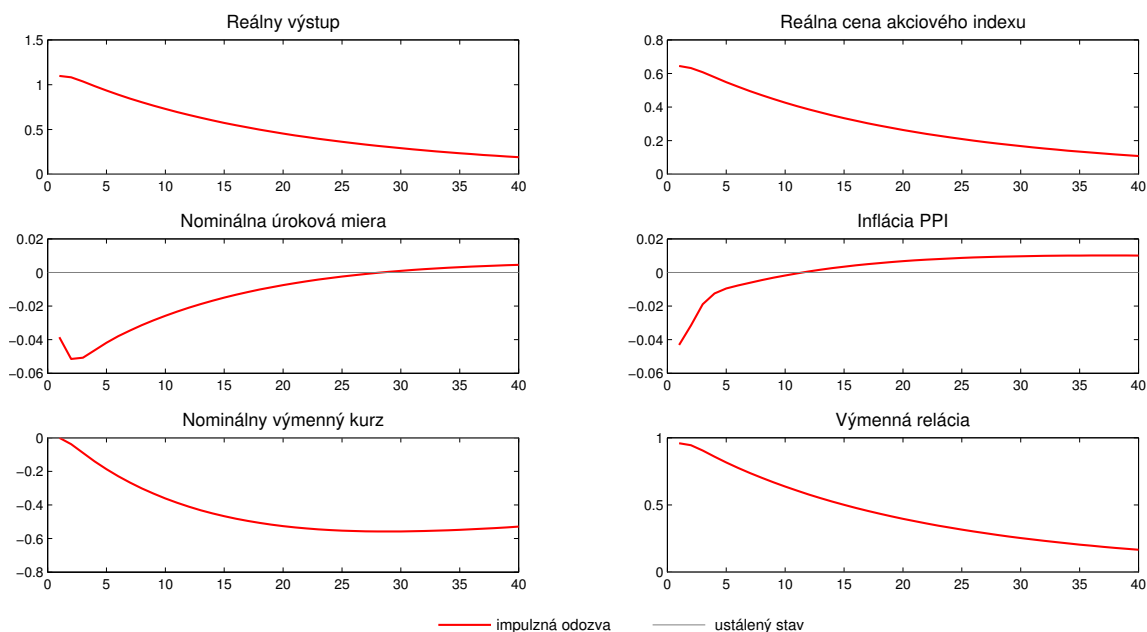 Reálny výstup
1.5
1
0.5
0
0 5 10 15 20 25 30 35 40
Reálna cena akciového indexu
0.8
0.6
0.4
0.2
0
0 5 10 15 20 25 30 35 40
Nominálna úroková miera
0.02
0
−0.02
−0.04
−0.06
0 5 10 15 20 25 30 35 40
Inflácia PPI
0.02
0
−0.02
−0.04
−0.06
0 5 10 15 20 25 30 35 40
Nominálny výmenný kurz
0
−0.2
−0.4
−0.6
−0.8
0 5 10 15 20 25 30 35 40
Výmenná relácia
1
0.5
0
0 5 10 15 20 25 30 35 40
impulzná odozva ustálený stav